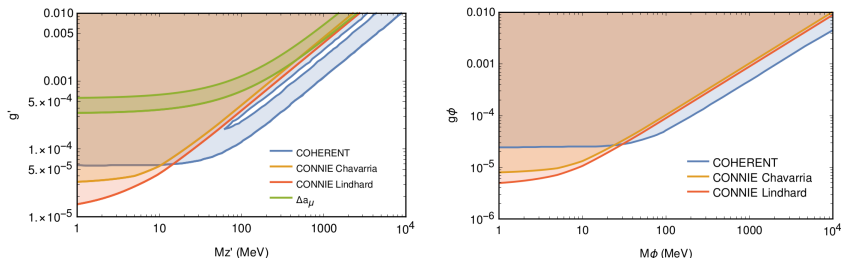 0.010
0.005
0.001
5.×10⁻⁴
1.×10⁻⁴
5.×10⁻⁵
1.×10⁻⁵
g'
1 10 100 1000 10⁴
Mz' (MeV)
COHERENT
CONNIE Chavarria
CONNIE Lindhard
Δaμ
0.010
0.001
10⁻⁴
10⁻⁵
10⁻⁶
gϕ
1 10 100 1000 10⁴
Mϕ (MeV)
COHERENT
CONNIE Chavarria
CONNIE Lindhard